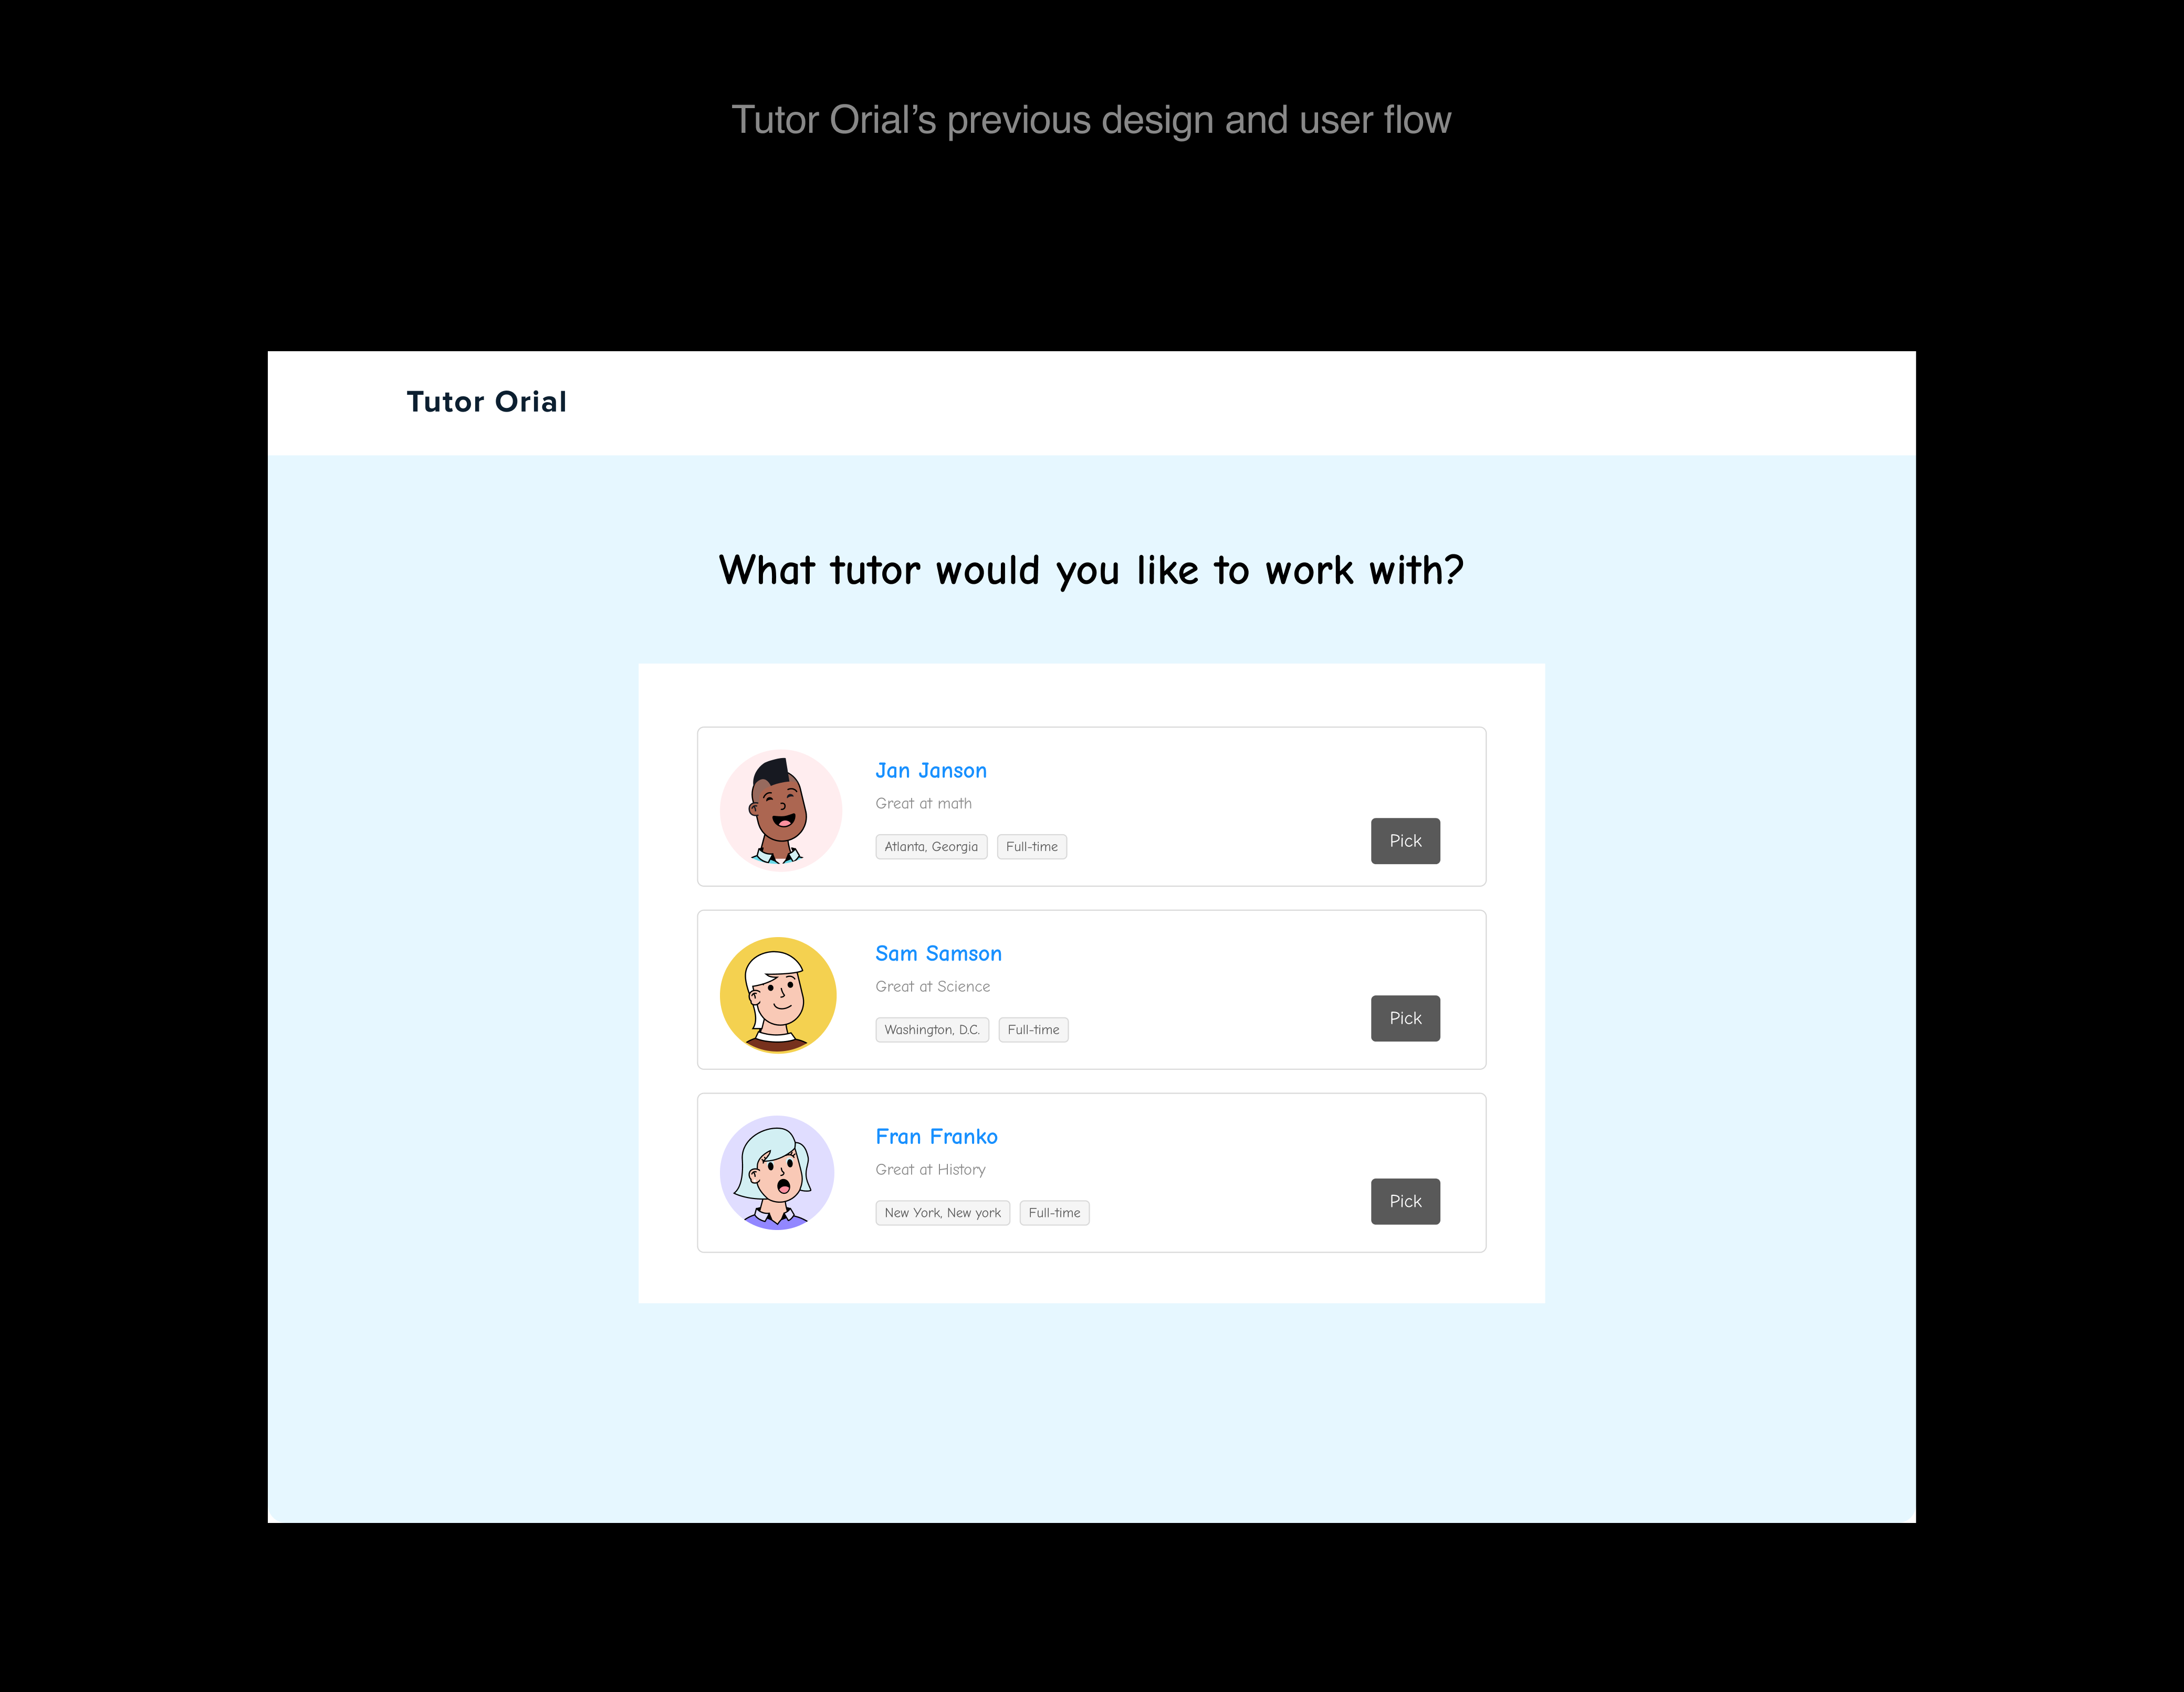 Tutor Orial’s previous design and user flow
Tutor Orial
What tutor would you like to work with?
Jan Janson
Great at math
Atlanta, Georgia Full-time
Pick
Sam Samson
Great at Science
Washington, D.C. Full-time
Pick
Fran Franko
Great at History
New York, New york Full-time
Pick